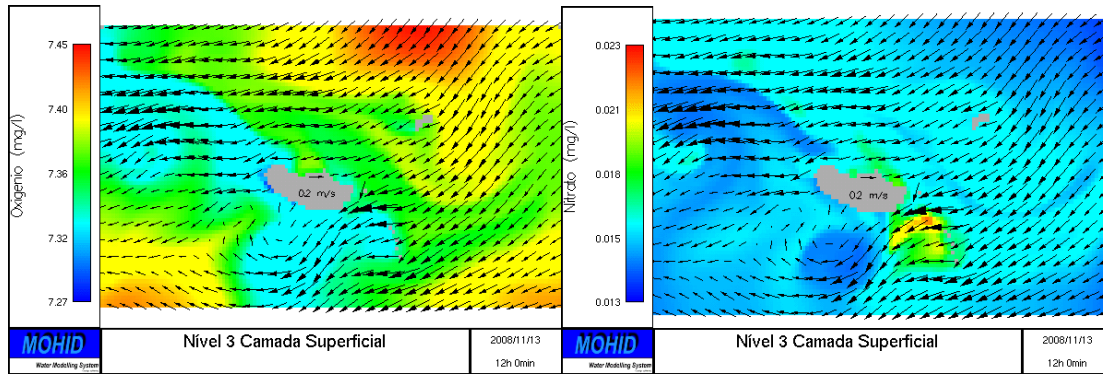 7.45
7.40
7.36
7.32
7.27
Oxigenio (mg/l)
0.2 m/s
MOHID
Water Modelling System
Nível 3 Camada Superficial
2008/11/13
12h 0min
0.023
0.021
0.018
0.015
0.013
Nitrato (mg/l)
0.2 m/s
MOHID
Water Modelling System
Nível 3 Camada Superficial
2008/11/13
12h 0min